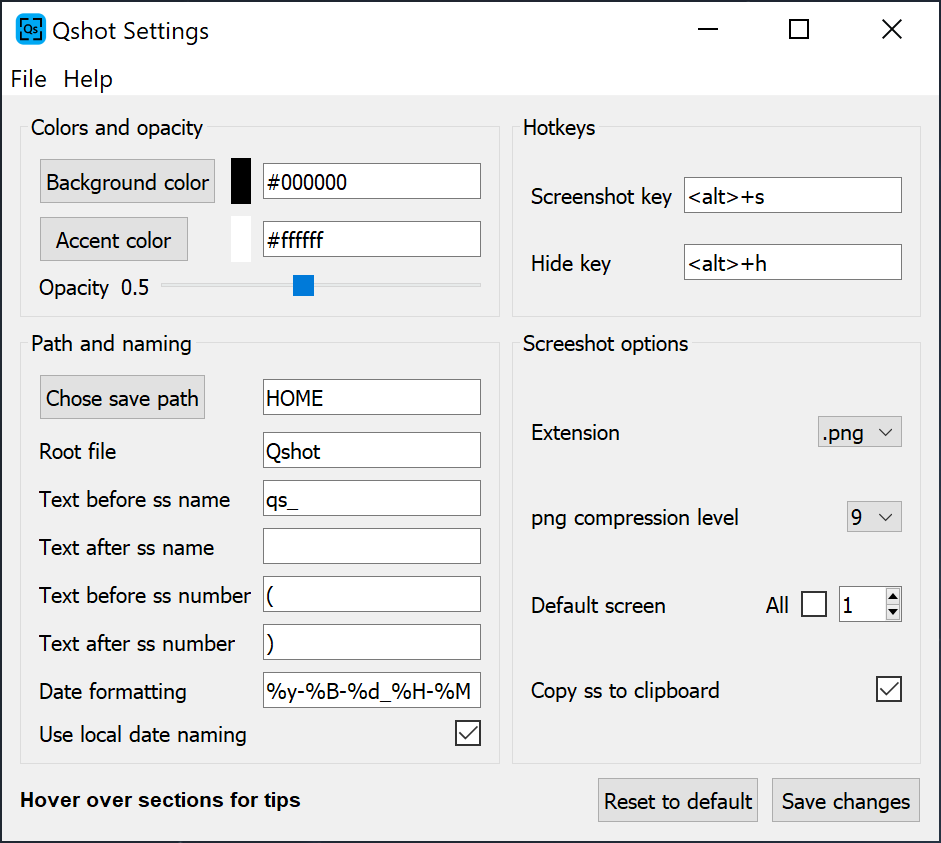 Qs Qshot Settings
File Help
Colors and opacity
Background color #000000
Accent color #ffffff
Opacity 0.5
Hotkeys
Screenshot key <alt>+s
Hide key <alt>+h
Path and naming
Chose save path HOME
Root file Qshot
Text before ss name qs_
Text after ss name
Text before ss number (
Text after ss number )
Date formatting %y-%B-%d_%H-%M
Use local date naming
Screeshot options
Extension .png
png compression level 9
Default screen All 1
Copy ss to clipboard
Hover over sections for tips
Reset to default Save changes